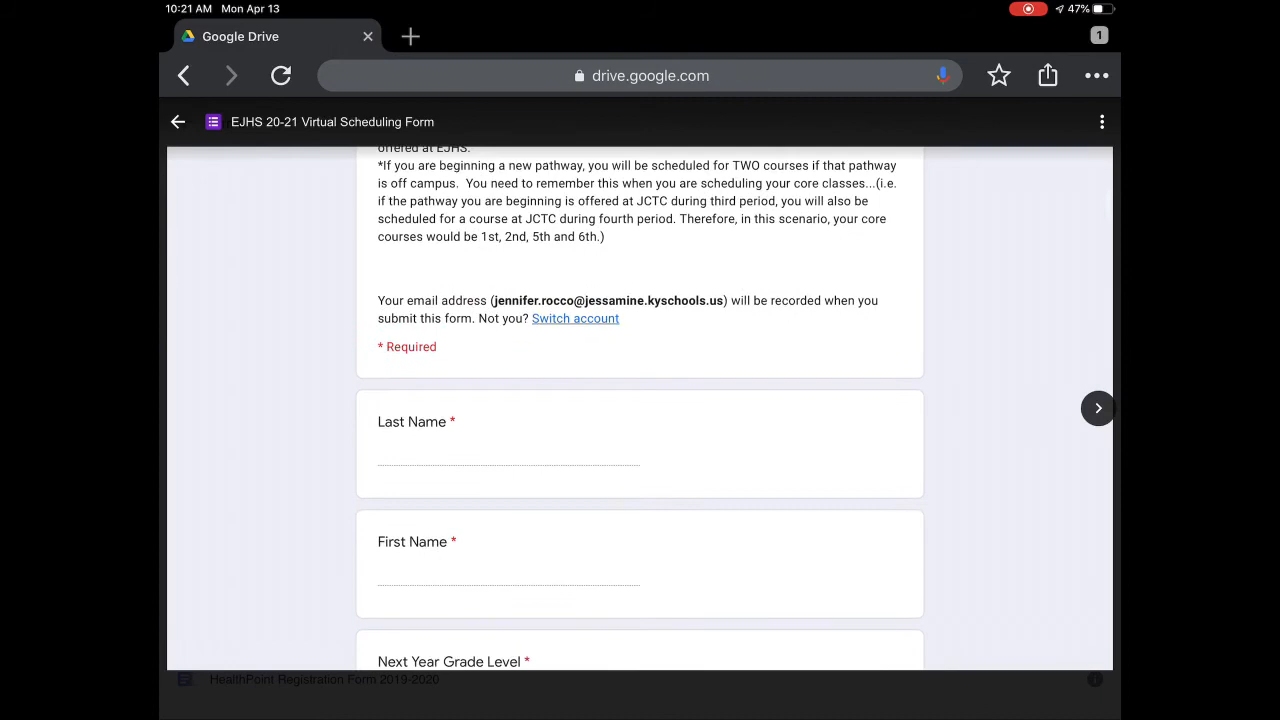 10:21 AM Mon Apr 13
47%
Google Drive
1
drive.google.com
EJHS 20-21 Virtual Scheduling Form
offered at EJHS.
*If you are beginning a new pathway, you will be scheduled for TWO courses if that pathway
is off campus. You need to remember this when you are scheduling your core classes...(i.e.
if the pathway you are beginning is offered at JCTC during third period, you will also be
scheduled for a course at JCTC during fourth period. Therefore, in this scenario, your core
courses would be 1st, 2nd, 5th and 6th.)
Your email address (jennifer.rocco@jessamine.kyschools.us) will be recorded when you
submit this form. Not you? Switch account
* Required
Last Name *
First Name *
Next Year Grade Level *
HealthPoint Registration Form 2019-2020